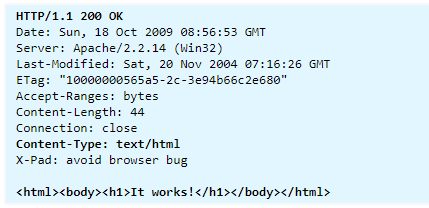 HTTP/1.1 200 OK
Date: Sun, 18 Oct 2009 08:56:53 GMT
Server: Apache/2.2.14 (Win32)
Last-Modified: Sat, 20 Nov 2004 07:16:26 GMT
ETag: "10000000565a5-2c-3e94b66c2e680"
Accept-Ranges: bytes
Content-Length: 44
Connection: close
Content-Type: text/html
X-Pad: avoid browser bug

<html><body><h1>It works!</h1></body></html>